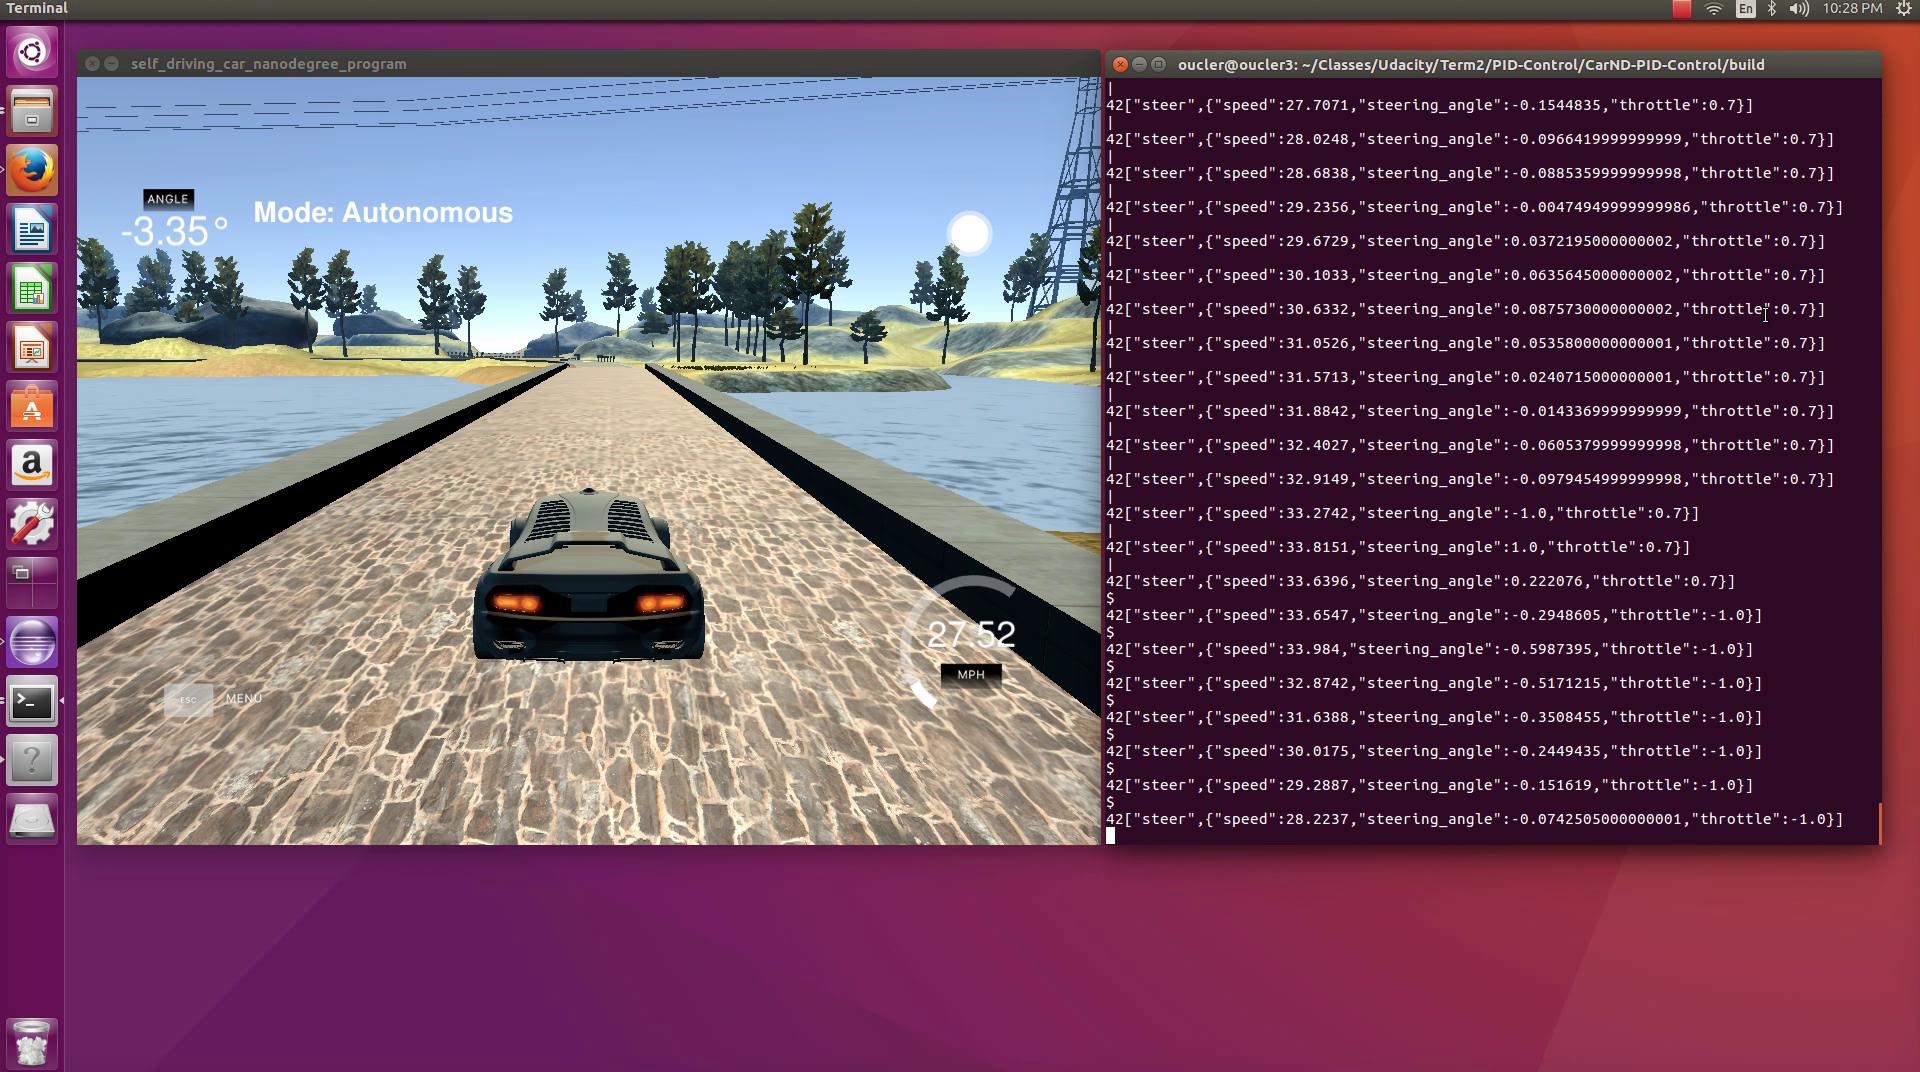 Terminal
En
10:28 PM
self_driving_car_nanodegree_program
ANGLE
-3.35°
Mode: Autonomous
27.52
MPH
ESC
MENU
oucler@oucler3: ~/Classes/Udacity/Term2/PID-Control/CarND-PID-Control/build
|
42["steer",{"speed":27.7071,"steering_angle":-0.1544835,"throttle":0.7}]
|
42["steer",{"speed":28.0248,"steering_angle":-0.0966419999999999,"throttle":0.7}]
|
42["steer",{"speed":28.6838,"steering_angle":-0.0885359999999998,"throttle":0.7}]
|
42["steer",{"speed":29.2356,"steering_angle":-0.00474949999999986,"throttle":0.7}]
|
42["steer",{"speed":29.6729,"steering_angle":0.0372195000000002,"throttle":0.7}]
|
42["steer",{"speed":30.1033,"steering_angle":0.0635645000000002,"throttle":0.7}]
|
42["steer",{"speed":30.6332,"steering_angle":0.0875730000000002,"throttle":0.7}]
|
42["steer",{"speed":31.0526,"steering_angle":0.0535800000000001,"throttle":0.7}]
|
42["steer",{"speed":31.5713,"steering_angle":0.0240715000000001,"throttle":0.7}]
|
42["steer",{"speed":31.8842,"steering_angle":-0.0143369999999999,"throttle":0.7}]
|
42["steer",{"speed":32.4027,"steering_angle":-0.0605379999999998,"throttle":0.7}]
|
42["steer",{"speed":32.9149,"steering_angle":-0.0979454999999998,"throttle":0.7}]
|
42["steer",{"speed":33.2742,"steering_angle":-1.0,"throttle":0.7}]
|
42["steer",{"speed":33.8151,"steering_angle":1.0,"throttle":0.7}]
|
42["steer",{"speed":33.6396,"steering_angle":0.222076,"throttle":0.7}]
$
42["steer",{"speed":33.6547,"steering_angle":-0.2948605,"throttle":-1.0}]
$
42["steer",{"speed":33.984,"steering_angle":-0.5987395,"throttle":-1.0}]
$
42["steer",{"speed":32.8742,"steering_angle":-0.5171215,"throttle":-1.0}]
$
42["steer",{"speed":31.6388,"steering_angle":-0.3508455,"throttle":-1.0}]
$
42["steer",{"speed":30.0175,"steering_angle":-0.2449435,"throttle":-1.0}]
$
42["steer",{"speed":29.2887,"steering_angle":-0.151619,"throttle":-1.0}]
$
42["steer",{"speed":28.2237,"steering_angle":-0.0742505000000001,"throttle":-1.0}]